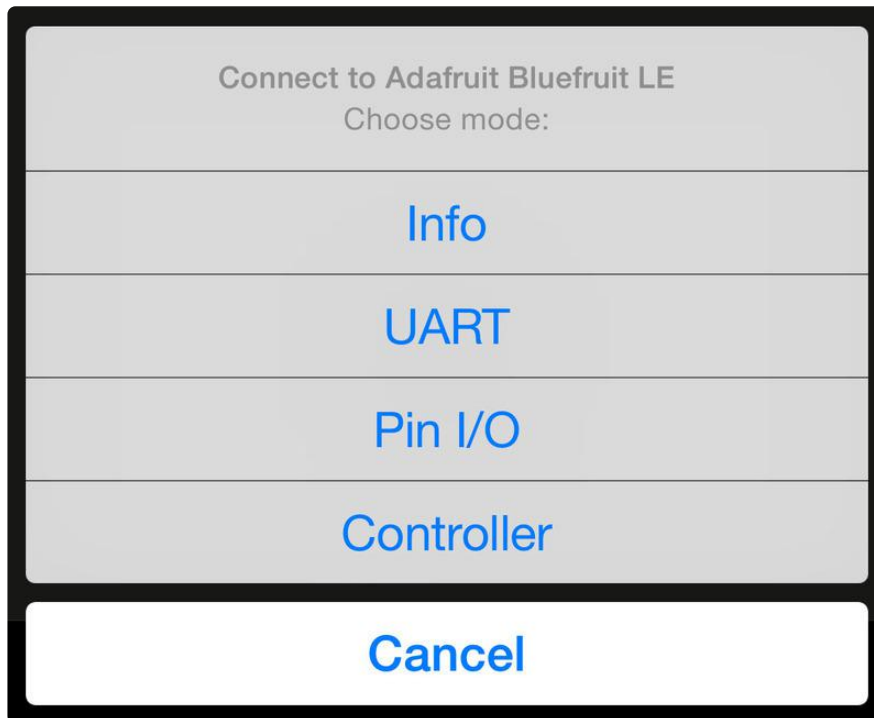 Connect to Adafruit Bluefruit LE
Choose mode:
Info
UART
Pin I/O
Controller
Cancel